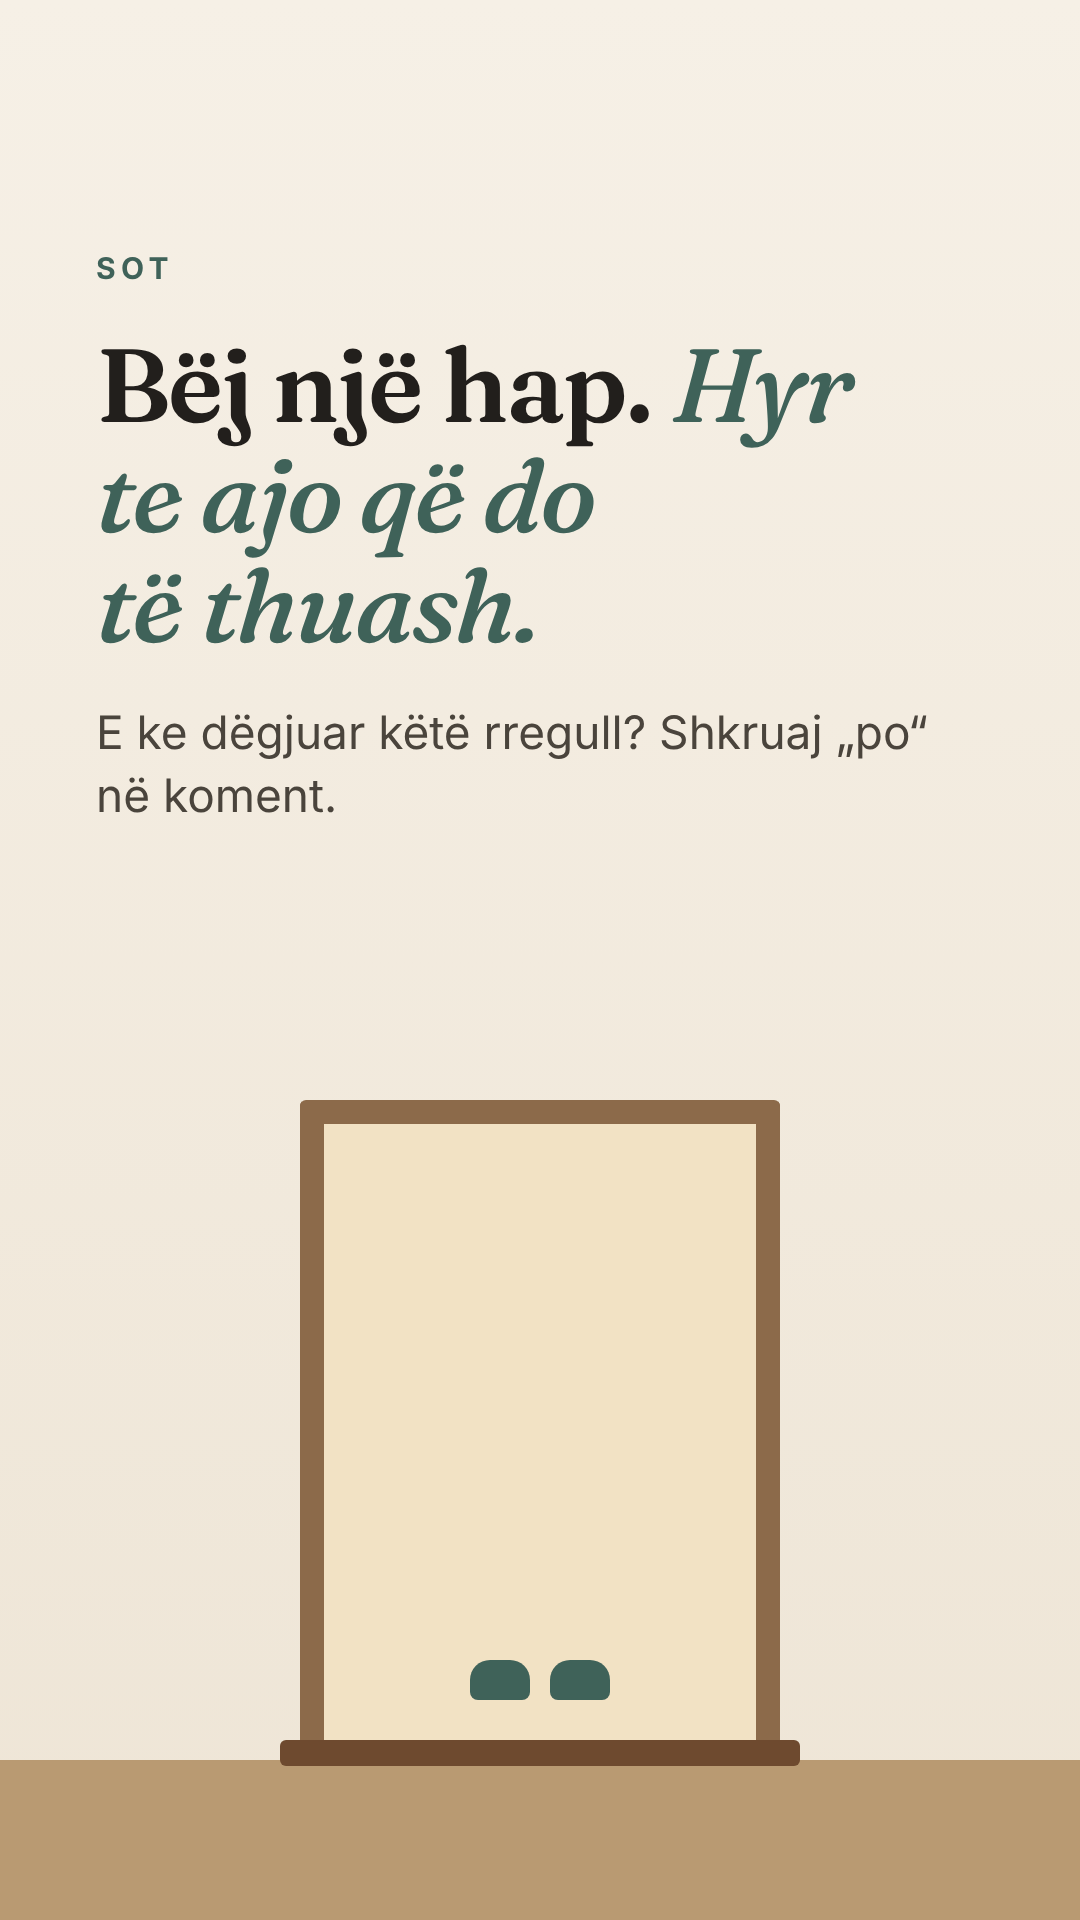 SOT
Bëj një hap. Hyr
te ajo që do
të thuash.
E ke dëgjuar këtë rregull? Shkruaj „po“
në koment.